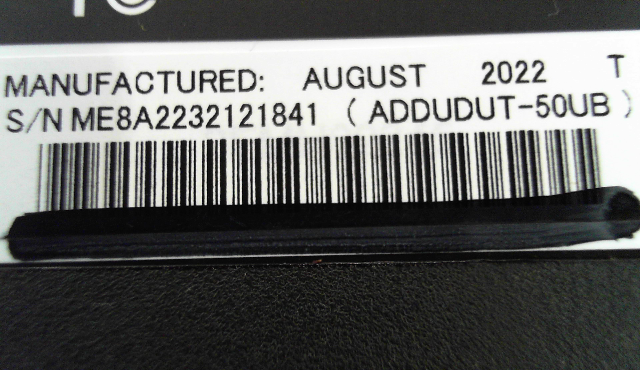 MANUFACTURED: AUGUST 2022 T
S/N ME8A2232121841 ( ADDUDUT-50UB )